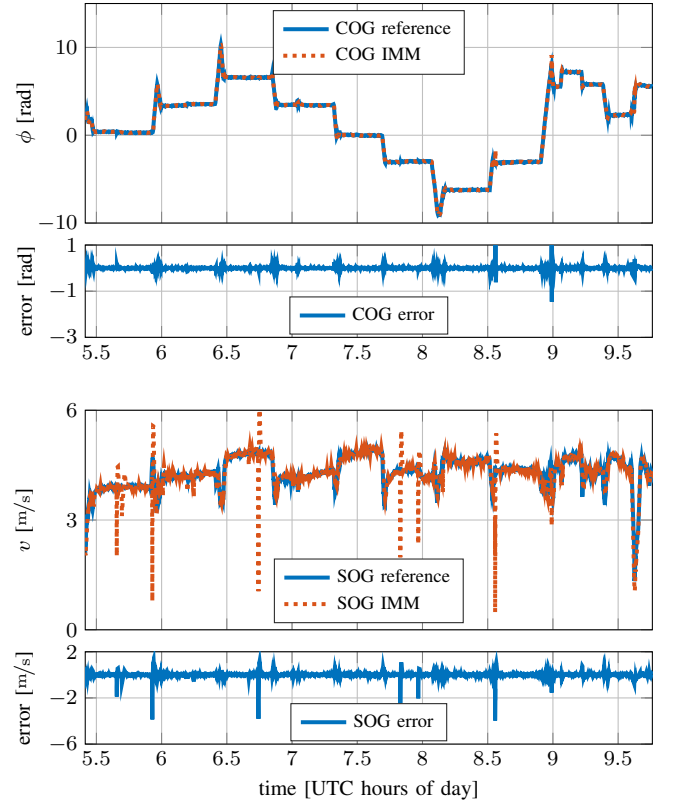 COG reference
COG IMM
10
0
−10
ϕ [rad]
1
−1
−3
error [rad]
COG error
5.5 6 6.5 7 7.5 8 8.5 9 9.5
6
3
0
v [m/s]
SOG reference
SOG IMM
2
−2
−6
error [m/s]
SOG error
5.5 6 6.5 7 7.5 8 8.5 9 9.5
time [UTC hours of day]